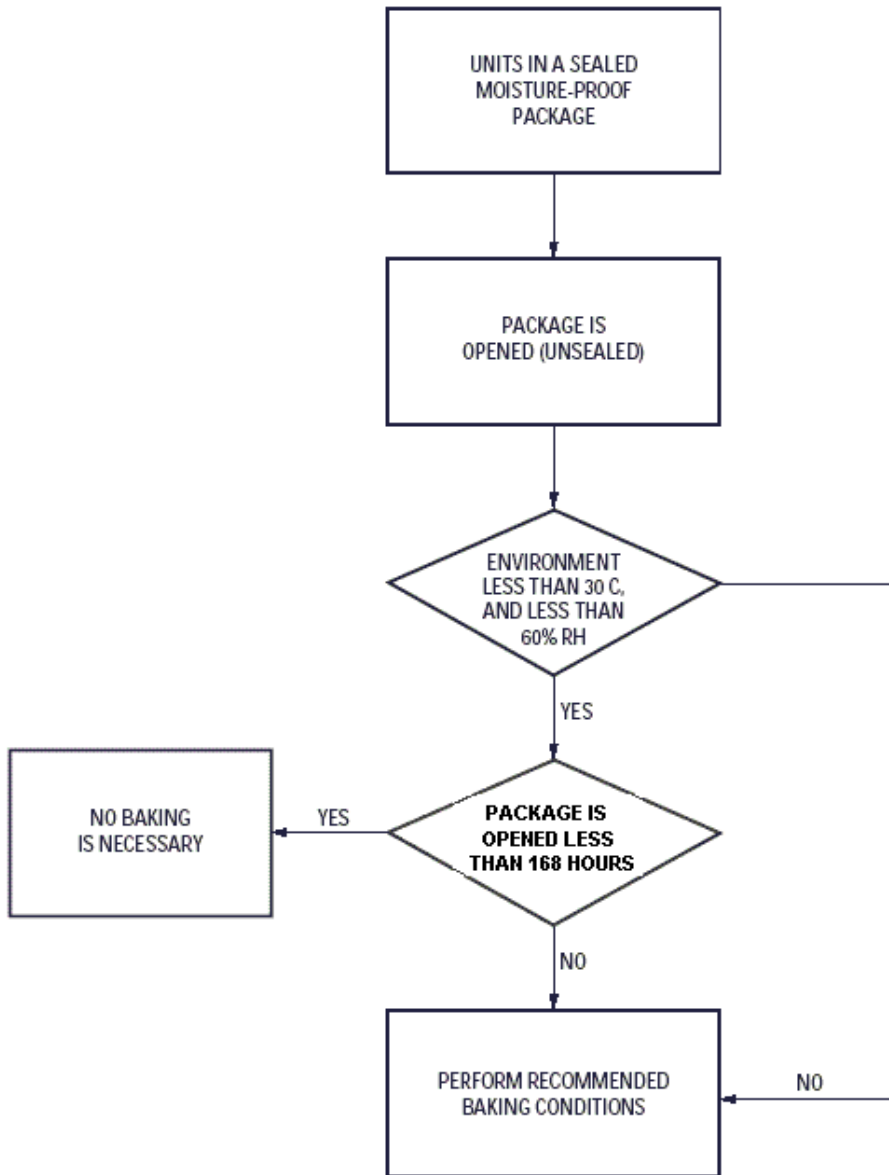 UNITS IN A SEALED
MOISTURE-PROOF
PACKAGE
PACKAGE IS
OPENED (UNSEALED)
ENVIRONMENT
LESS THAN 30 C,
AND LESS THAN
60% RH
YES
PACKAGE IS
OPENED LESS
THAN 168 HOURS
YES
NO BAKING
IS NECESSARY
NO
PERFORM RECOMMENDED
BAKING CONDITIONS
NO